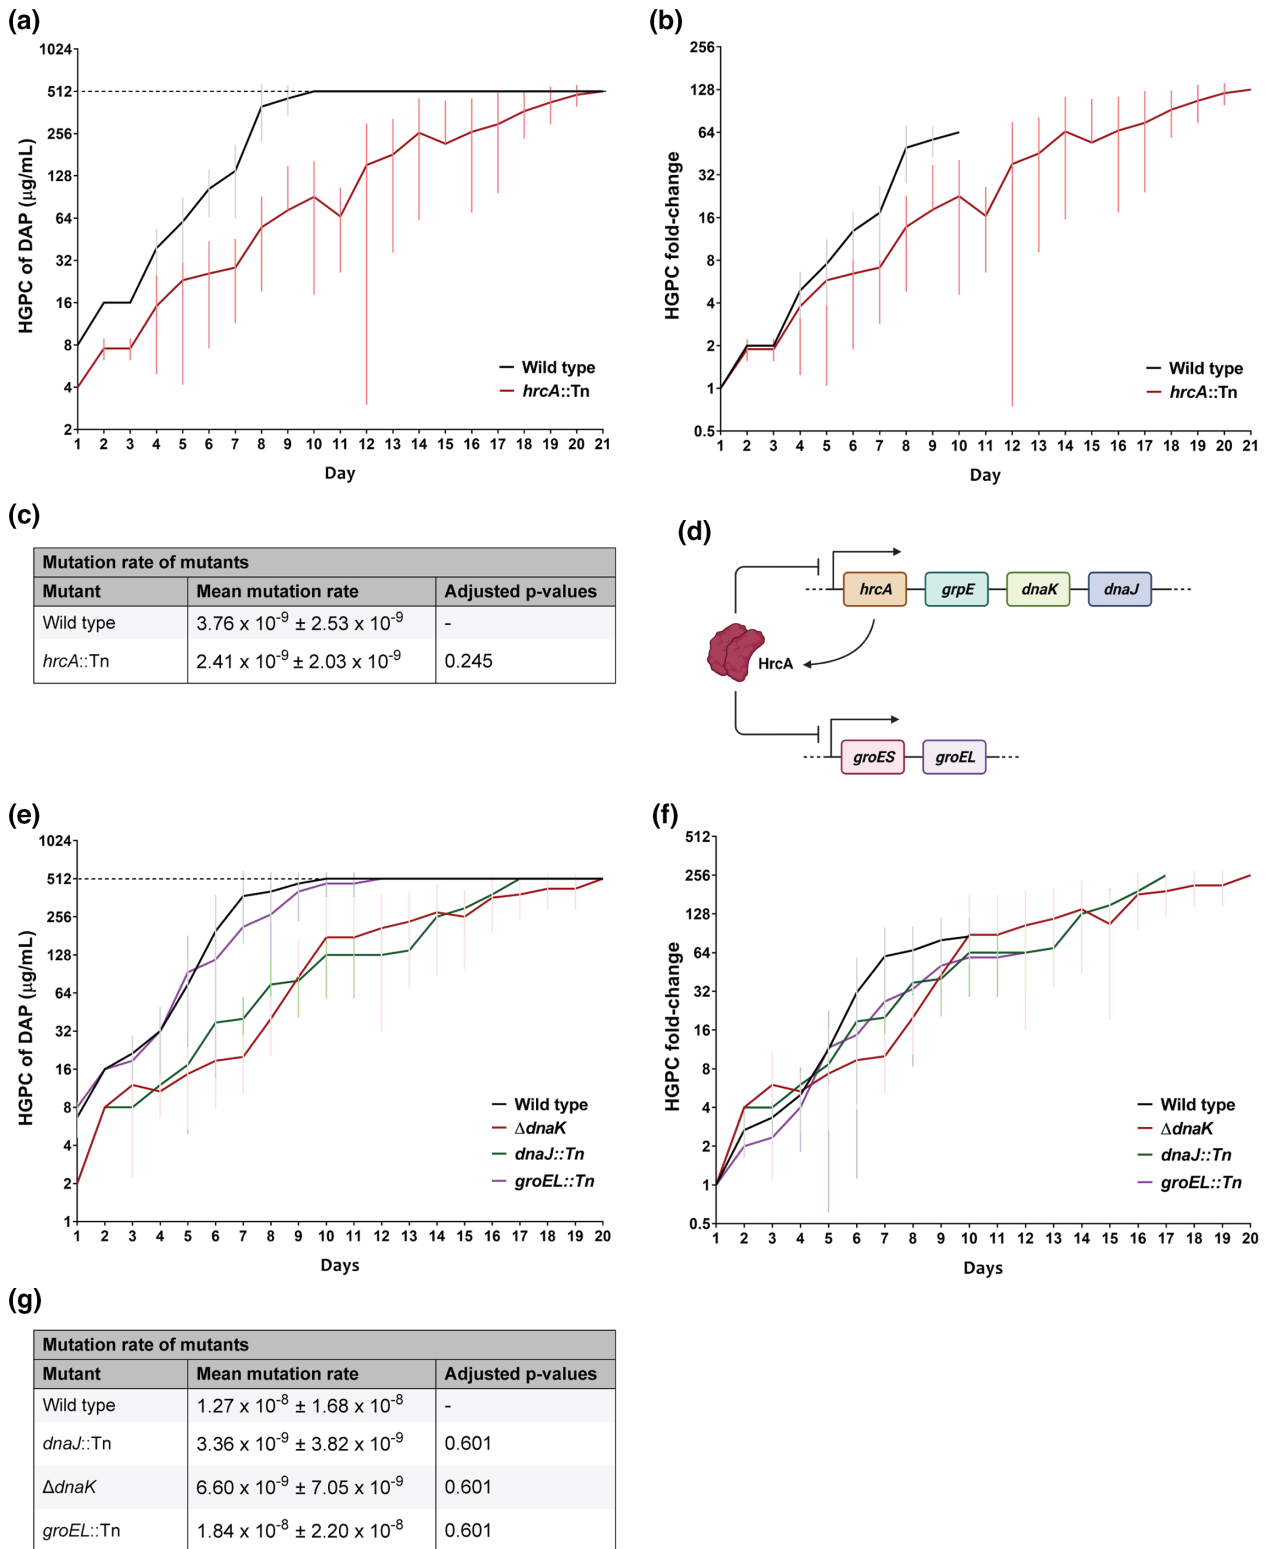 (a)
1024
512
256
128
64
32
16
8
4
2
HGPC of DAP (µg/mL)
Wild type
hrcA::Tn
1 2 3 4 5 6 7 8 9 10 11 12 13 14 15 16 17 18 19 20 21
Day
(b)
256
128
64
32
16
8
4
2
1
0.5
HGPC fold-change
Wild type
hrcA::Tn
1 2 3 4 5 6 7 8 9 10 11 12 13 14 15 16 17 18 19 20 21
Day
(c)
Mutation rate of mutants
Mutant Mean mutation rate Adjusted p-values
Wild type 3.76 x 10-9 ± 2.53 x 10-9 -
hrcA::Tn 2.41 x 10-9 ± 2.03 x 10-9 0.245
(d)
hrcA grpE dnaK dnaJ
HrcA
groES groEL
(e)
1024
512
256
128
64
32
16
8
4
2
1
HGPC of DAP (µg/mL)
Wild type
ΔdnaK
dnaJ::Tn
groEL::Tn
1 2 3 4 5 6 7 8 9 10 11 12 13 14 15 16 17 18 19 20
Days
(f)
512
256
128
64
32
16
8
4
2
1
0.5
HGPC fold-change
Wild type
ΔdnaK
dnaJ::Tn
groEL::Tn
1 2 3 4 5 6 7 8 9 10 11 12 13 14 15 16 17 18 19 20
Days
(g)
Mutation rate of mutants
Mutant Mean mutation rate Adjusted p-values
Wild type 1.27 x 10-8 ± 1.68 x 10-8 -
dnaJ::Tn 3.36 x 10-9 ± 3.82 x 10-9 0.601
ΔdnaK 6.60 x 10-9 ± 7.05 x 10-9 0.601
groEL::Tn 1.84 x 10-8 ± 2.20 x 10-8 0.601